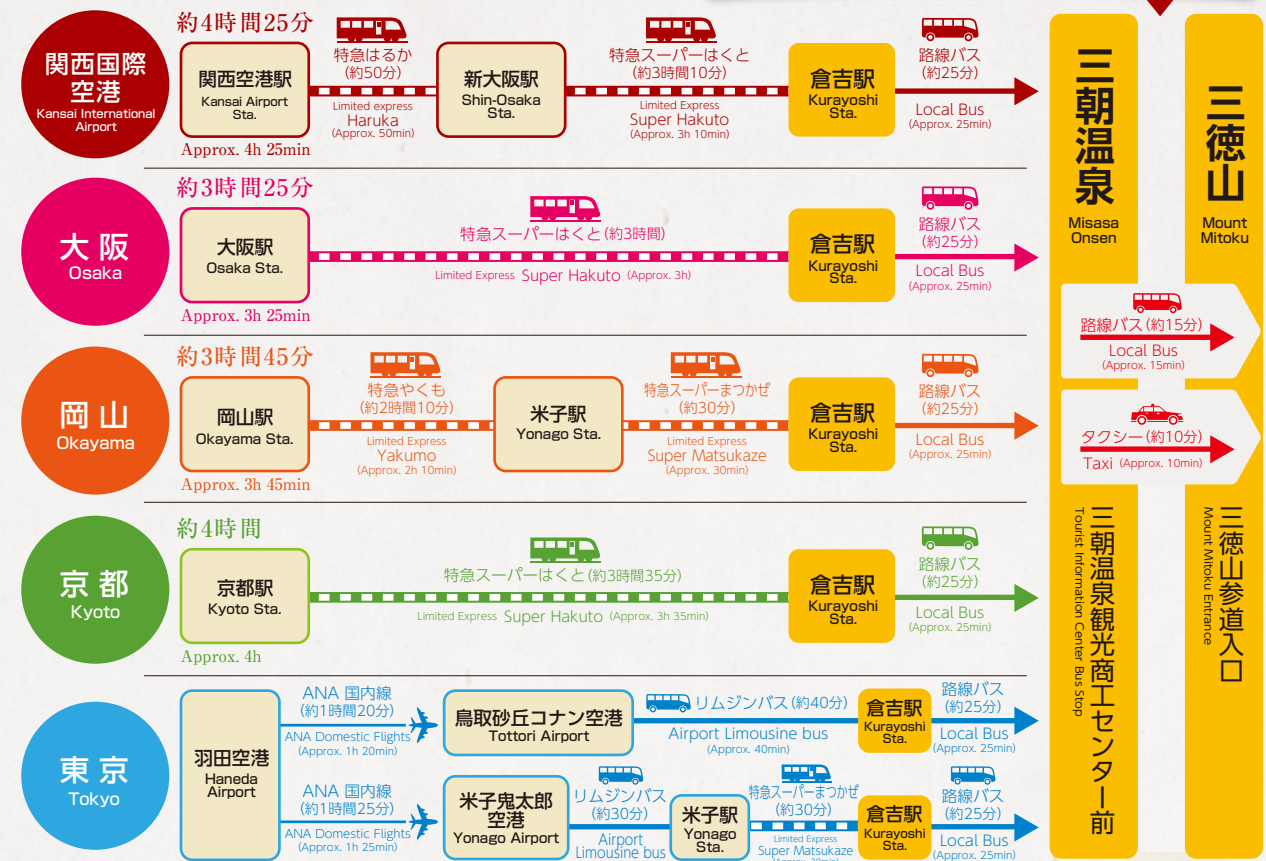 関西国際
空港
Kansai International
Airport
約4時間25分
関西空港駅
Kansai Airport
Sta.
Approx. 4h 25min
特急はるか
(約50分)
Limited express
Haruka
(Approx. 50min)
新大阪駅
Shin-Osaka
Sta.
特急スーパーはくと
(約3時間10分)
Limited Express
Super Hakuto
(Approx. 3h 10min)
倉吉駅
Kurayoshi
Sta.
路線バス
(約25分)
Local Bus
(Approx. 25min)
大阪
Osaka
約3時間25分
大阪駅
Osaka Sta.
Approx. 3h 25min
特急スーパーはくと(約3時間)
Limited Express Super Hakuto (Approx. 3h)
倉吉駅
Kurayoshi
Sta.
路線バス
(約25分)
Local Bus
(Approx. 25min)
岡山
Okayama
約3時間45分
岡山駅
Okayama Sta.
Approx. 3h 45min
特急やくも
(約2時間10分)
Limited Express
Yakumo
(Approx. 2h 10min)
米子駅
Yonago Sta.
特急スーパーまつかぜ
(約30分)
Limited Express
Super Matsukaze
(Approx. 30min)
倉吉駅
Kurayoshi
Sta.
路線バス
(約25分)
Local Bus
(Approx. 25min)
京都
Kyoto
約4時間
京都駅
Kyoto Sta.
Approx. 4h
特急スーパーはくと(約3時間35分)
Limited Express Super Hakuto (Approx. 3h 35min)
倉吉駅
Kurayoshi
Sta.
路線バス
(約25分)
Local Bus
(Approx. 25min)
東京
Tokyo
羽田空港
Haneda
Airport
ANA 国内線
(約1時間20分)
ANA Domestic Flights
(Approx. 1h 20min)
鳥取砂丘コナン空港
Tottori Airport
リムジンバス(約40分)
Airport Limousine bus
(Approx. 40min)
倉吉駅
Kurayoshi
Sta.
路線バス
(約25分)
Local Bus
(Approx. 25min)
ANA 国内線
(約1時間25分)
ANA Domestic Flights
(Approx. 1h 25min)
米子鬼太郎
空港
Yonago Airport
リムジンバス
(約30分)
Airport
Limousine bus
米子駅
Yonago
Sta.
特急スーパーまつかぜ
(約30分)
Limited Express
Super Matsukaze
倉吉駅
Kurayoshi
Sta.
路線バス
(約25分)
Local Bus
(Approx. 25min)
三朝温泉
Misasa
Onsen
三徳山
Mount
Mitoku
路線バス(約15分)
Local Bus
(Approx. 15min)
タクシー(約10分)
Taxi (Approx. 10min)
三朝温泉観光商工センター前
Tourist Information Center Bus Stop
三徳山参道入口
Mount Mitoku Entrance